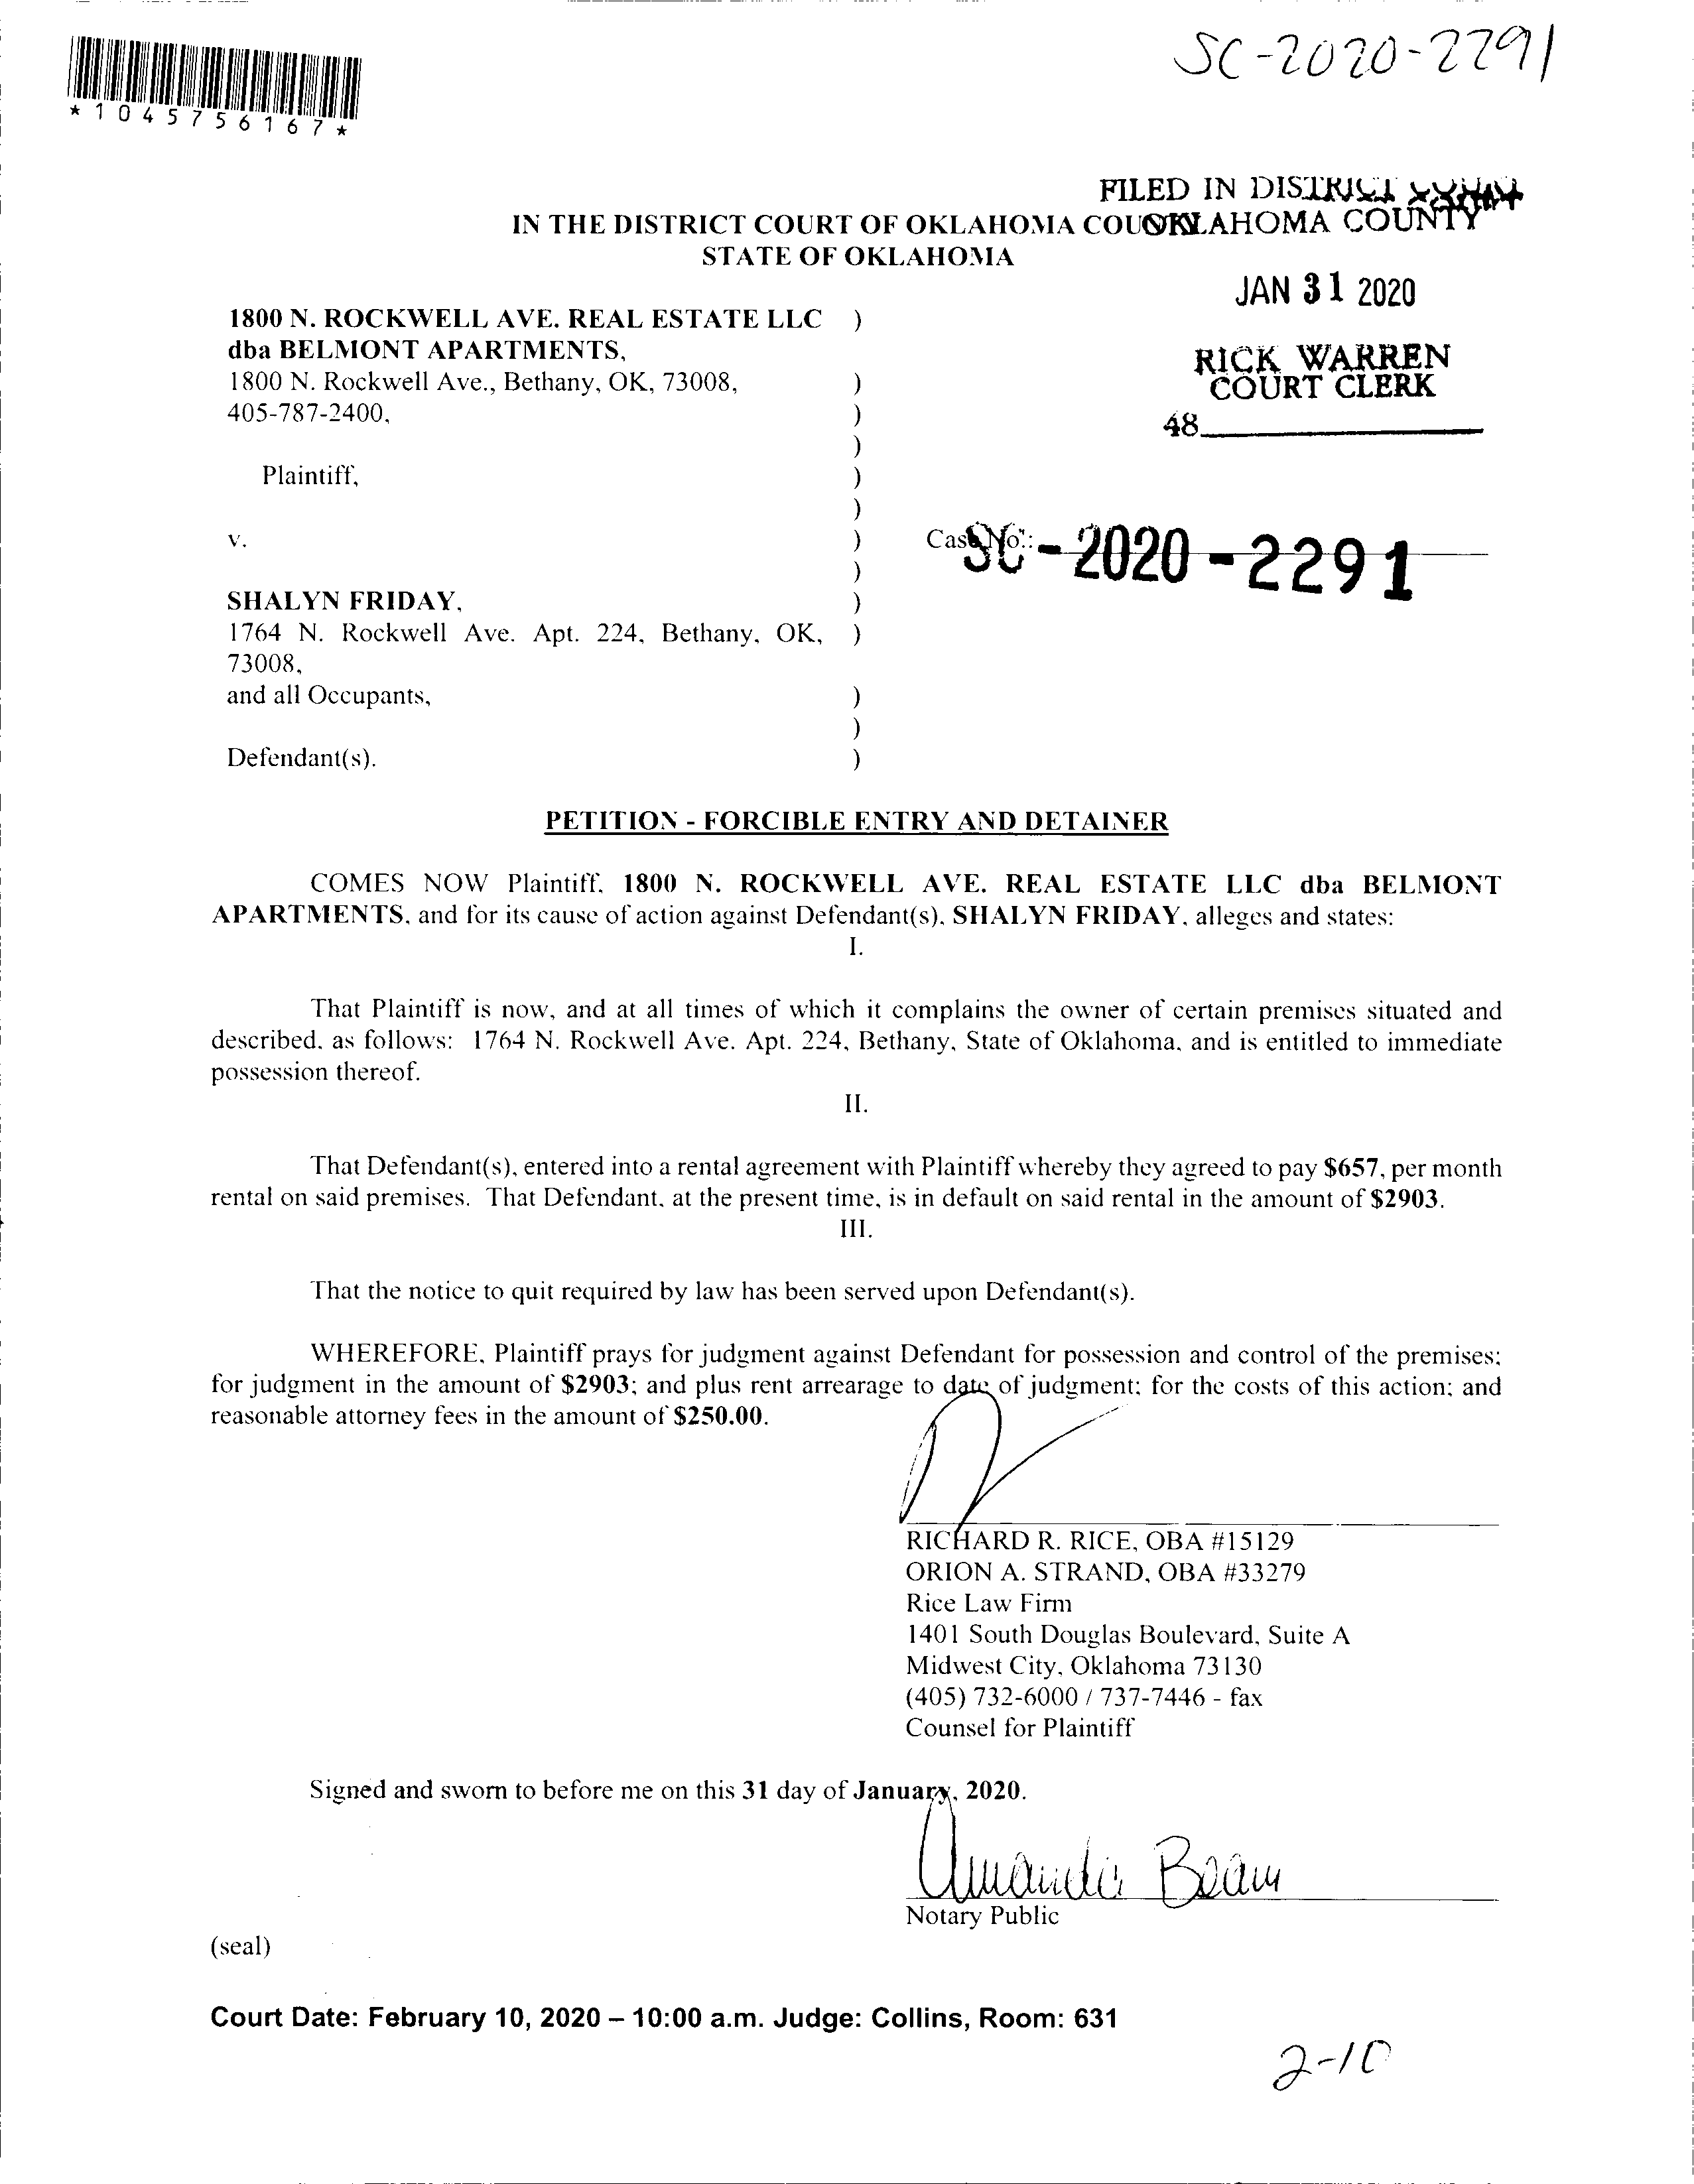 SC-2020-2291
*1045756167*
FILED IN DISTRICT
IN THE DISTRICT COURT OF OKLAHOMA COU
OKLAHOMA COUNTY
STATE OF OKLAHOMA
JAN 31 2020
1800 N. ROCKWELL AVE. REAL ESTATE LLC )
dba BELMONT APARTMENTS,
RICK WARREN
1800 N. Rockwell Ave., Bethany, OK, 73008, )
COURT CLERK
405-787-2400, )
48
)
Plaintiff, )
)
v. ) Case No.:
SC-2020-2291
)
SHALYN FRIDAY, )
1764 N. Rockwell Ave. Apt. 224, Bethany, OK, )
73008,
and all Occupants, )
)
Defendant(s). )
PETITION - FORCIBLE ENTRY AND DETAINER
COMES NOW Plaintiff, 1800 N. ROCKWELL AVE. REAL ESTATE LLC dba BELMONT
APARTMENTS, and for its cause of action against Defendant(s), SHALYN FRIDAY, alleges and states:
I.
That Plaintiff is now, and at all times of which it complains the owner of certain premises situated and
described, as follows: 1764 N. Rockwell Ave. Apt. 224, Bethany, State of Oklahoma, and is entitled to immediate
possession thereof.
II.
That Defendant(s), entered into a rental agreement with Plaintiff whereby they agreed to pay $657, per month
rental on said premises. That Defendant, at the present time, is in default on said rental in the amount of $2903.
III.
That the notice to quit required by law has been served upon Defendant(s).
WHEREFORE, Plaintiff prays for judgment against Defendant for possession and control of the premises;
for judgment in the amount of $2903; and plus rent arrearage to date of judgment; for the costs of this action; and
reasonable attorney fees in the amount of $250.00.
RICHARD R. RICE, OBA #15129
ORION A. STRAND, OBA #33279
Rice Law Firm
1401 South Douglas Boulevard, Suite A
Midwest City, Oklahoma 73130
(405) 732-6000 / 737-7446 - fax
Counsel for Plaintiff
Signed and sworn to before me on this 31 day of January, 2020.
Amanda Beam
Notary Public
(seal)
Court Date: February 10, 2020 – 10:00 a.m. Judge: Collins, Room: 631
2-10